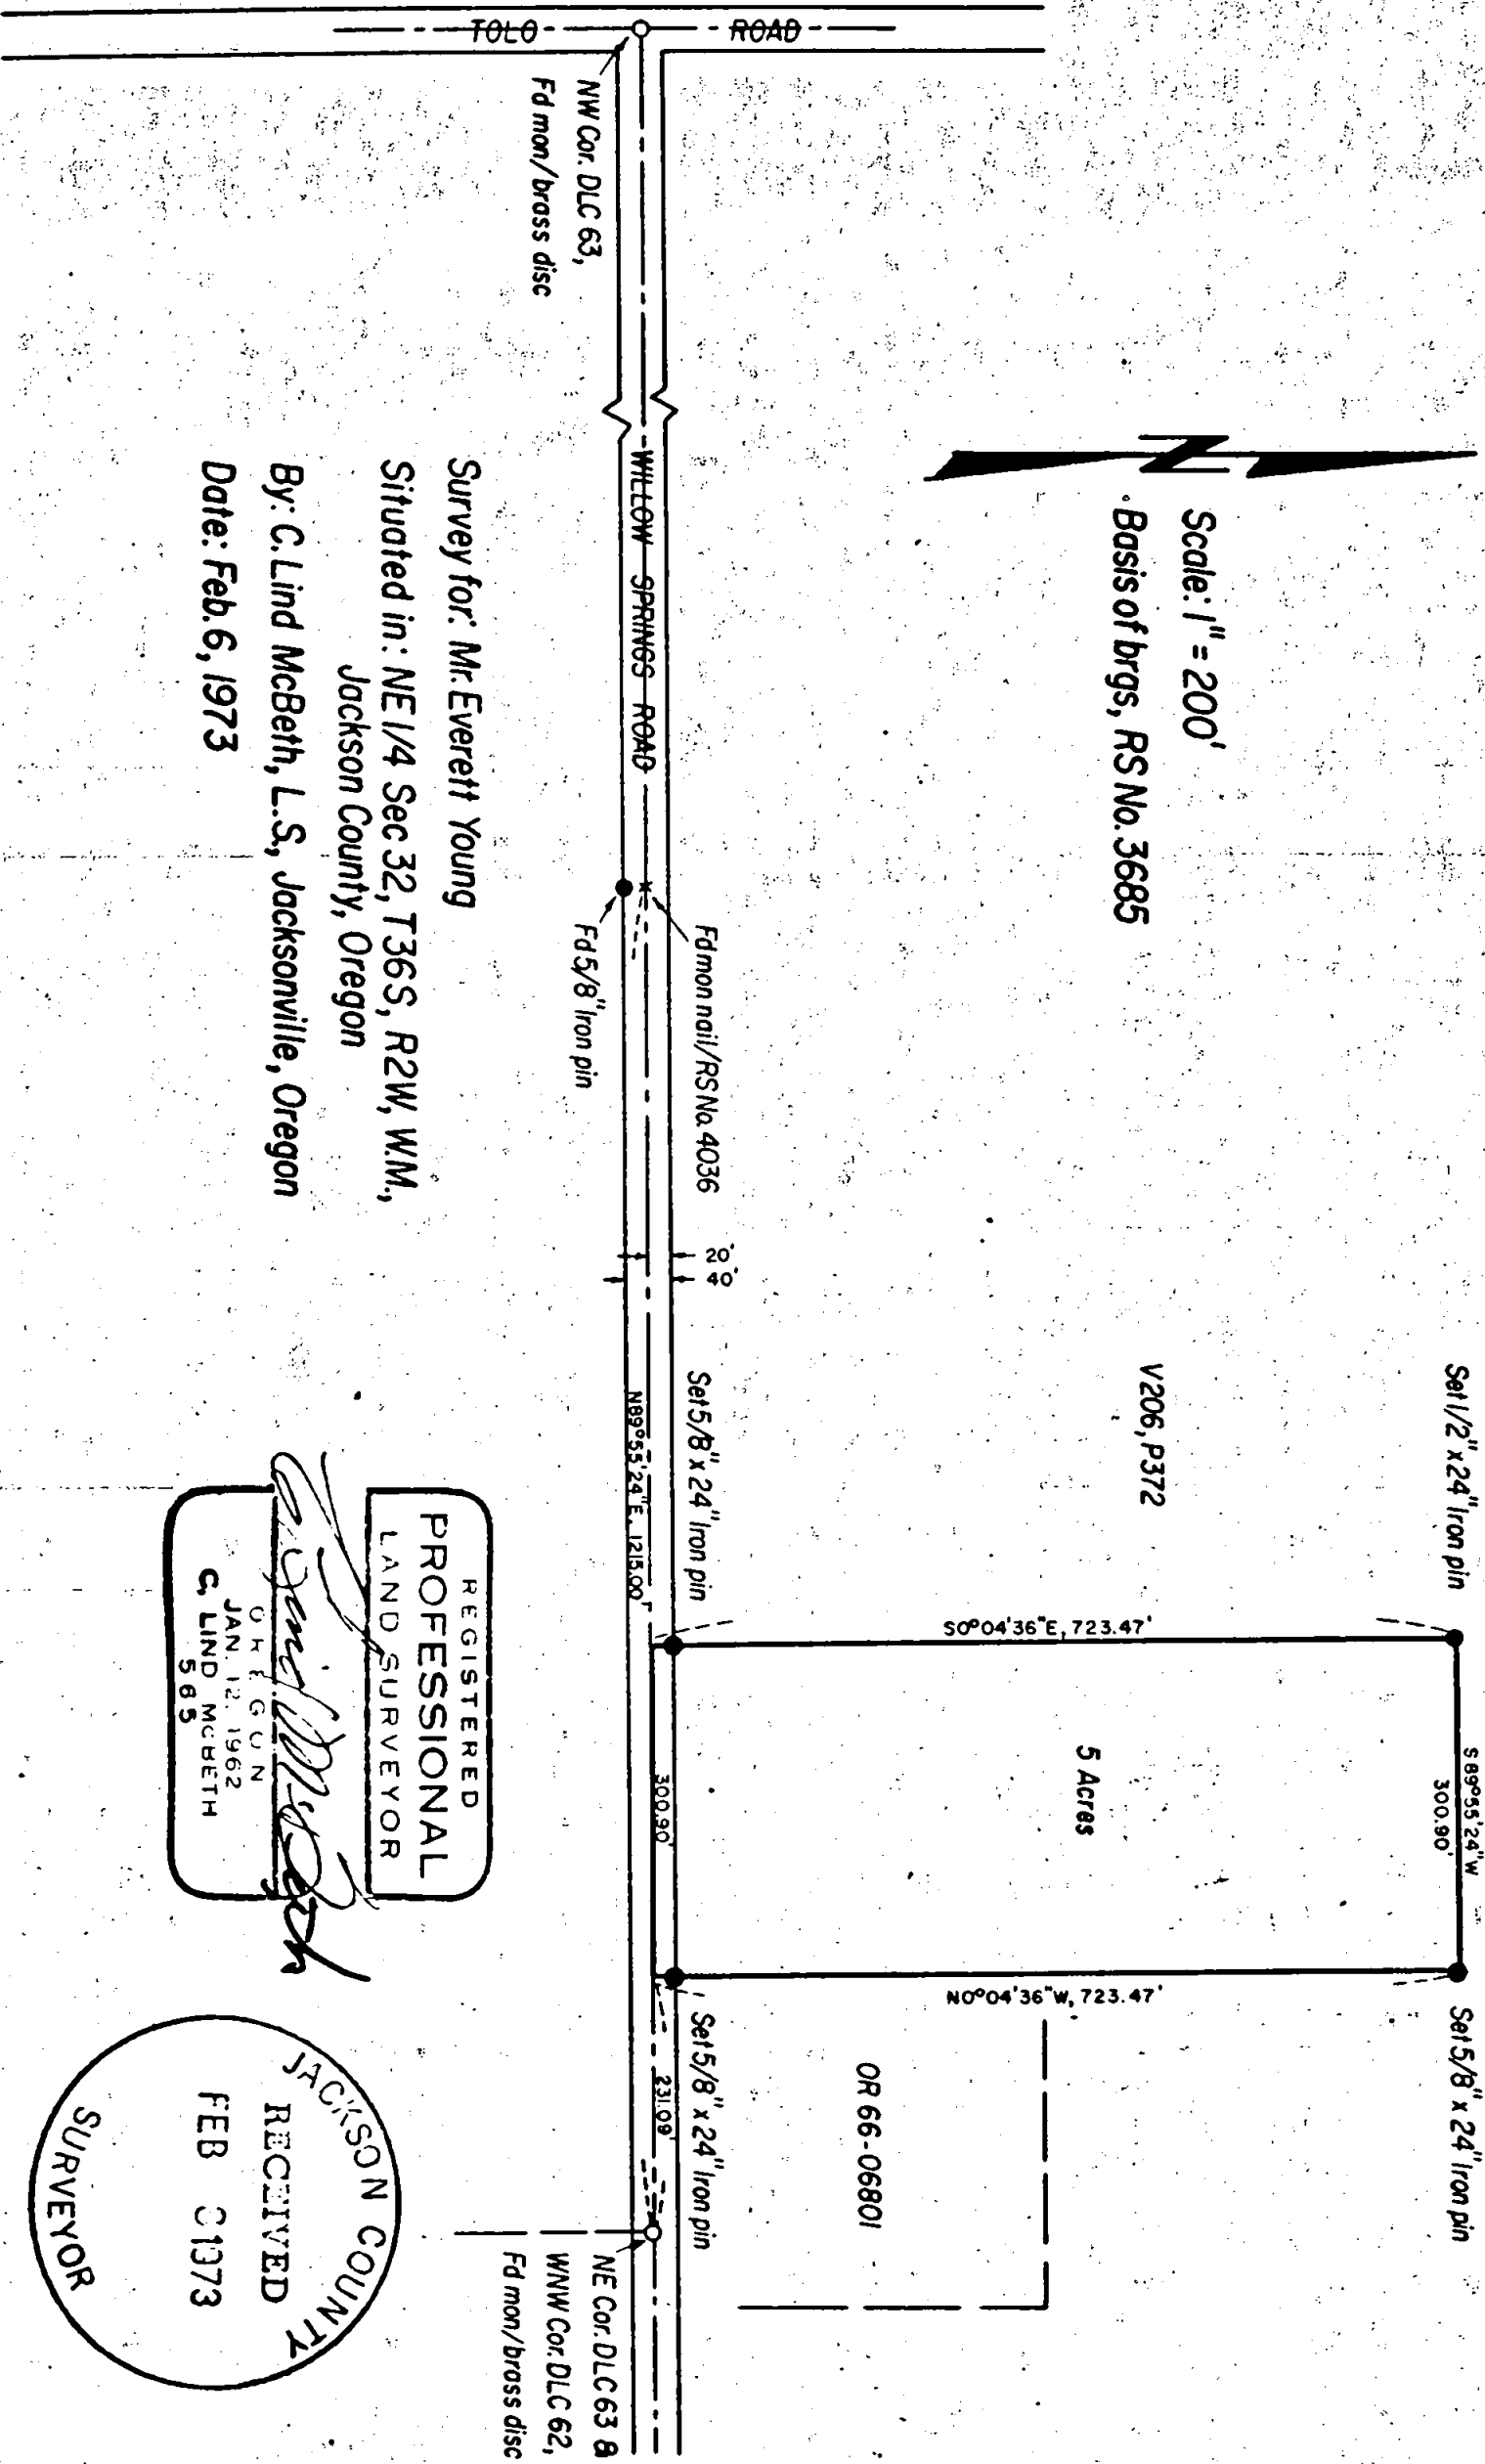 TOLO ROAD
NW Cor. DLC 63,
Fd mon/brass disc
Scale: 1" = 200'
Basis of brgs, RS No. 3685
WILLOW SPRINGS ROAD
Fd mon nail/RS No. 4036
Fd 5/8" Iron pin
20'
40'
Survey for: Mr. Everett Young
Situated in: NE 1/4 Sec 32, T36S, R2W, W.M.,
Jackson County, Oregon
By: C. Lind McBeth, L.S., Jacksonville, Oregon
Date: Feb. 6, 1973
Set 1/2" x 24" Iron pin
V206, P372
Set 5/8" x 24" Iron pin
N89°55'24"E, 1215.00'
S0°04'36"E, 723.47'
S89°55'24"W
300.90'
5 Acres
300.90'
N0°04'36"W, 723.47'
Set 5/8" x 24" Iron pin
OR 66-06801
Set 5/8" x 24" Iron pin
231.09'
NE Cor. DLC 63 &
WNW Cor. DLC 62,
Fd mon/brass disc
REGISTERED
PROFESSIONAL
LAND SURVEYOR
OREGON
JAN. 12. 1962
C. LIND McBETH
565
JACKSON COUNTY
RECEIVED
FEB 1973
SURVEYOR